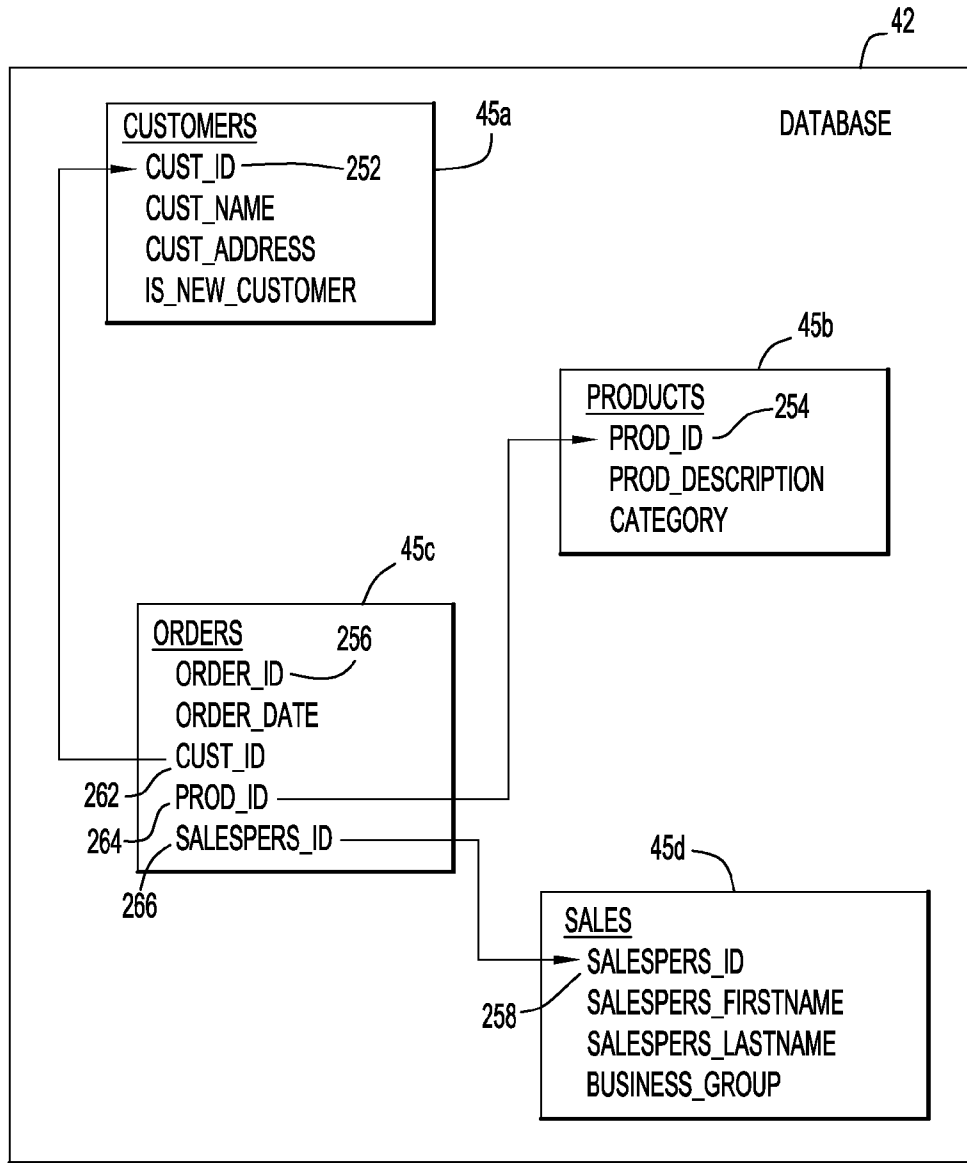 42
DATABASE
45a
CUSTOMERS
CUST_ID 252
CUST_NAME
CUST_ADDRESS
IS_NEW_CUSTOMER
45b
PRODUCTS
254
PROD_ID
PROD_DESCRIPTION
CATEGORY
45c
ORDERS
256
ORDER_ID
ORDER_DATE
CUST_ID
262
PROD_ID
264
SALESPERS_ID
266
45d
SALES
SALESPERS_ID
258
SALESPERS_FIRSTNAME
SALESPERS_LASTNAME
BUSINESS_GROUP